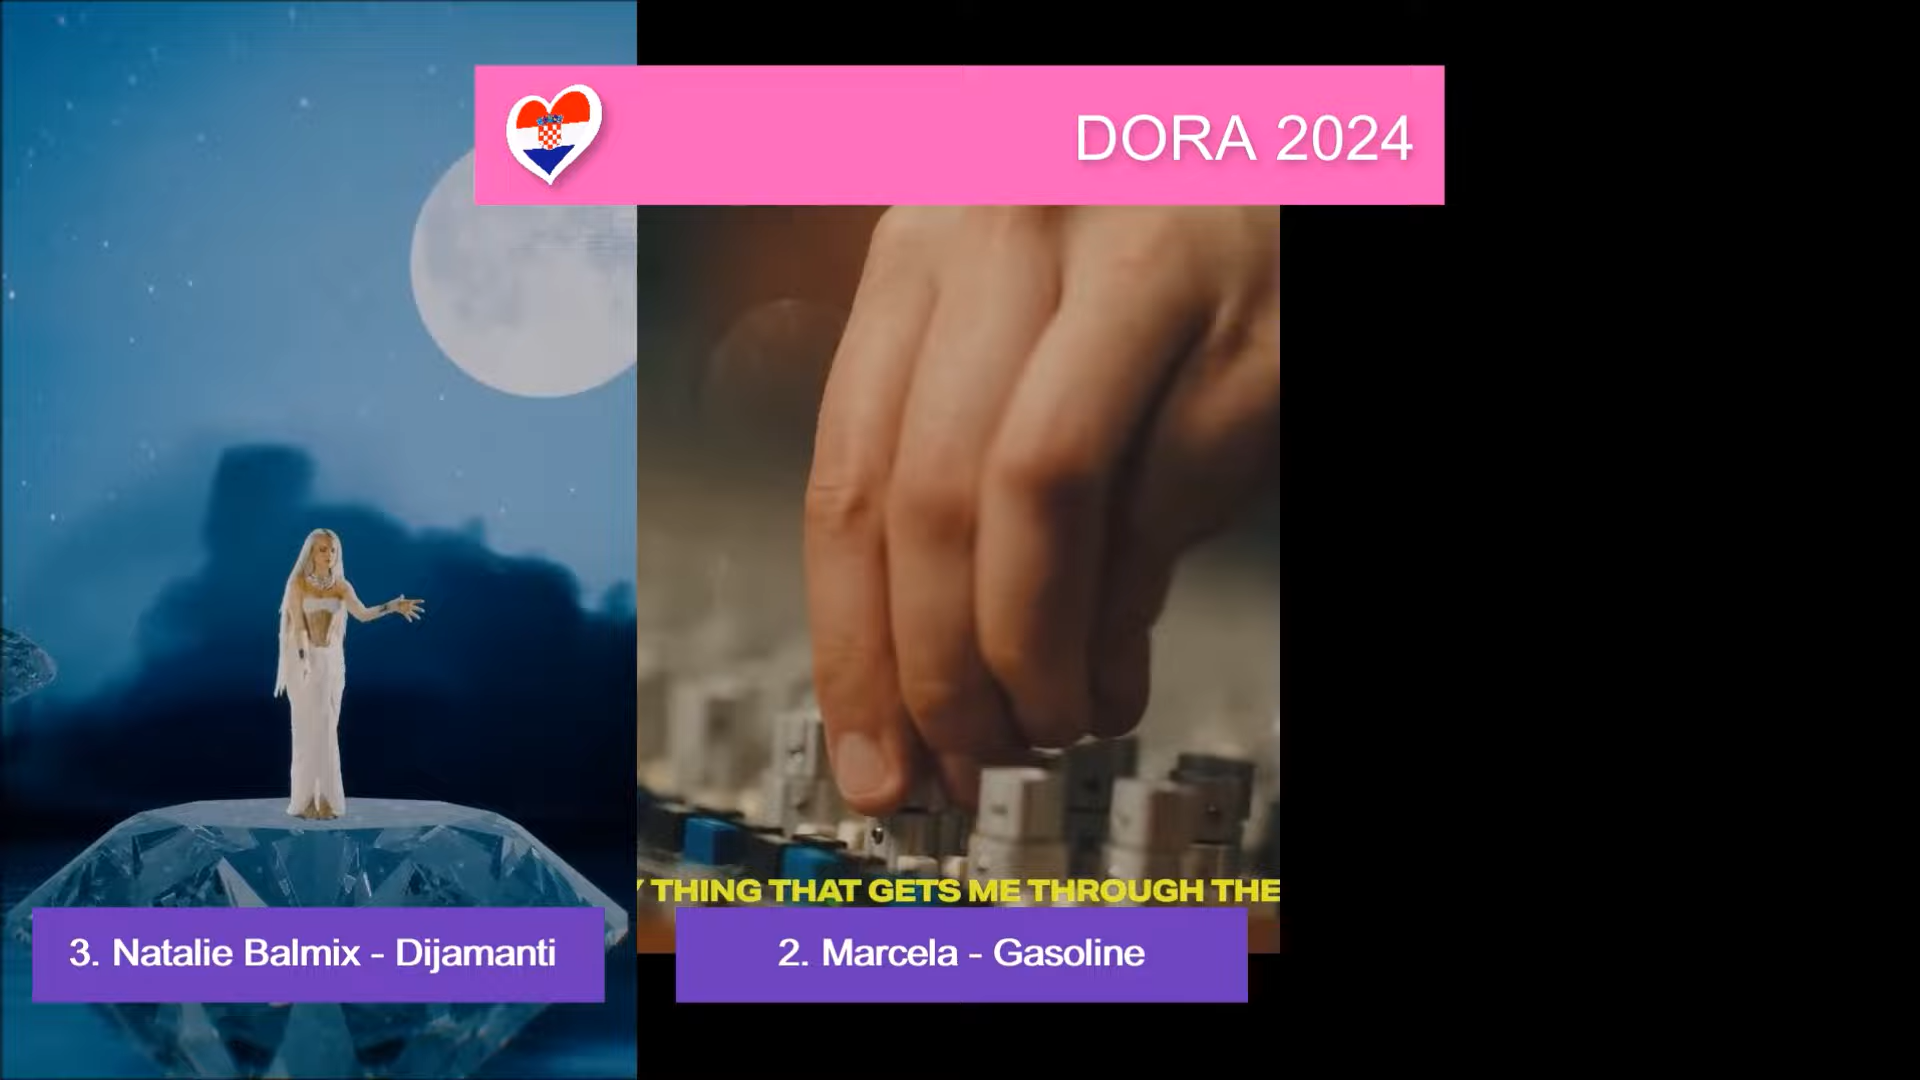 DORA 2024
THING THAT GETS ME THROUGH THE
3. Natalie Balmix - Dijamanti
2. Marcela - Gasoline